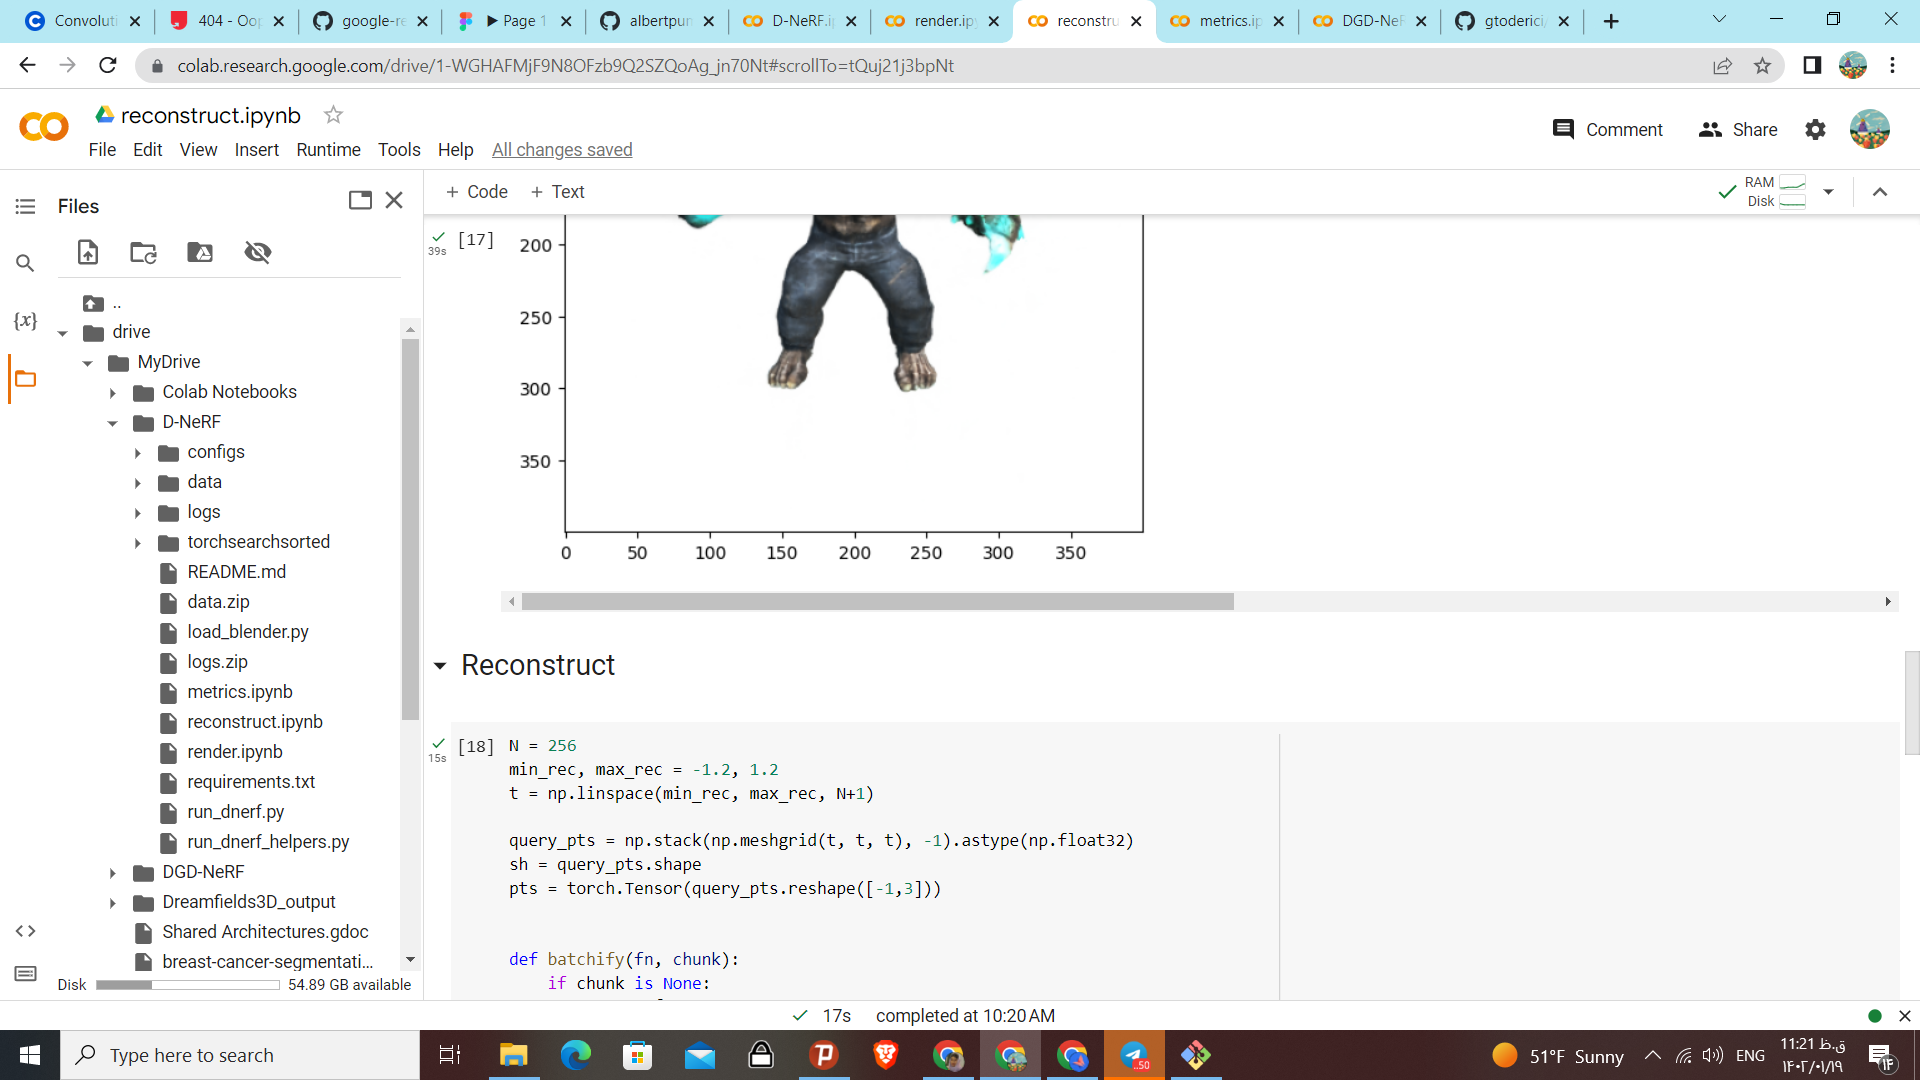 Convoluti
404 - Oop
google-re
▶ Page 1
albertpum
D-NeRF.i
render.ipy
reconstru
metrics.ip
DGD-NeR
gtoderici/
colab.research.google.com/drive/1-WGHAFMjF9N8OFzb9Q2SZQoAg_jn70Nt#scrollTo=tQuj21j3bpNt
reconstruct.ipynb
Comment
Share
File Edit View Insert Runtime Tools Help All changes saved
Files
+ Code + Text
RAM
Disk
..
drive
MyDrive
Colab Notebooks
D-NeRF
configs
data
logs
torchsearchsorted
README.md
data.zip
load_blender.py
logs.zip
metrics.ipynb
reconstruct.ipynb
render.ipynb
requirements.txt
run_dnerf.py
run_dnerf_helpers.py
DGD-NeRF
Dreamfields3D_output
Shared Architectures.gdoc
breast-cancer-segmentati...
Disk 54.89 GB available
{x}
<>
[17]
39s
200
250
300
350
0 50 100 150 200 250 300 350
Reconstruct
[18]
15s
N = 256
min_rec, max_rec = -1.2, 1.2
t = np.linspace(min_rec, max_rec, N+1)
query_pts = np.stack(np.meshgrid(t, t, t), -1).astype(np.float32)
sh = query_pts.shape
pts = torch.Tensor(query_pts.reshape([-1,3]))
def batchify(fn, chunk):
if chunk is None:
17s completed at 10:20 AM
Type here to search
..50
51°F Sunny
ENG
11:21 ق.ظ
۱۴۰۲/۰۱/۱۹
۱۴